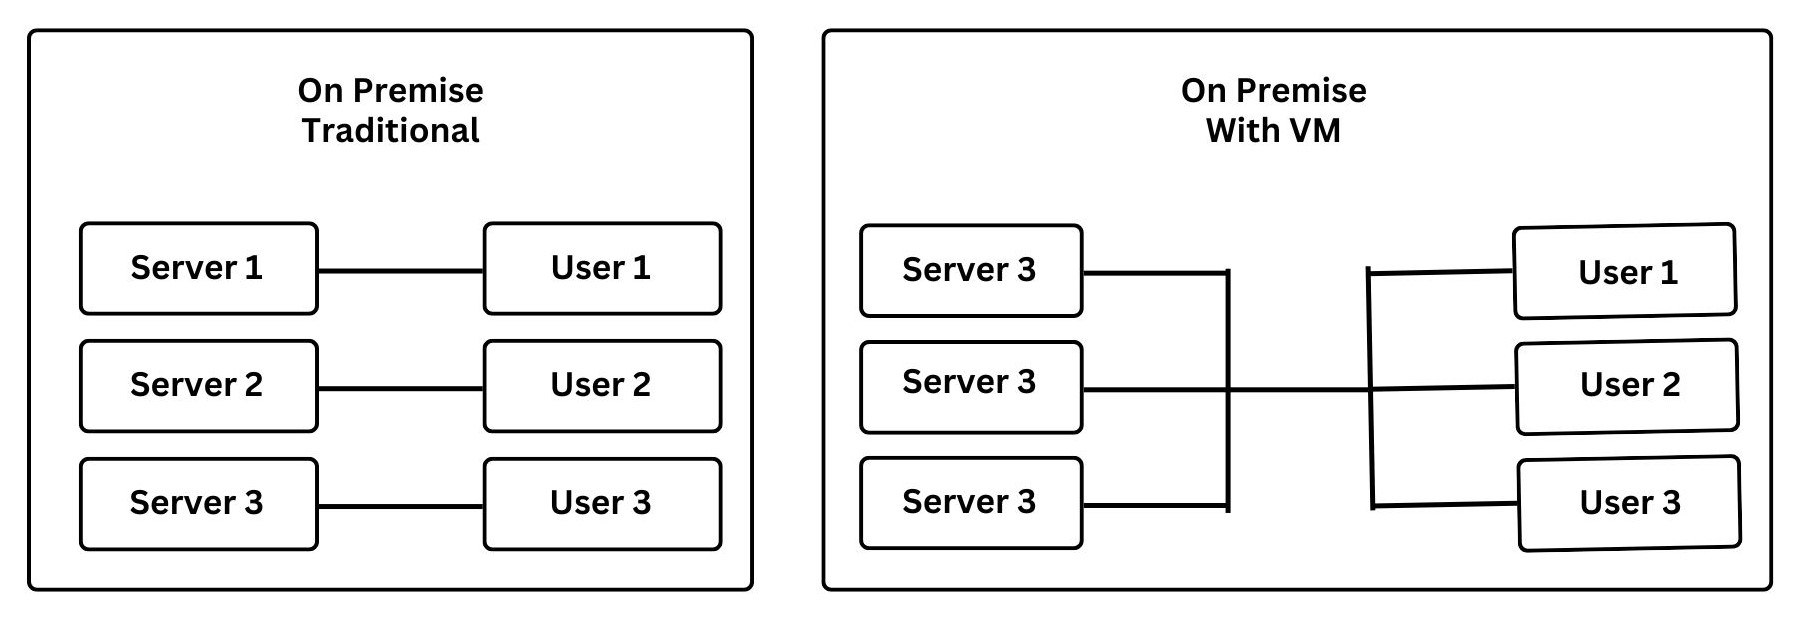 On Premise
Traditional
Server 1
User 1
Server 2
User 2
Server 3
User 3
On Premise
With VM
Server 3
User 1
Server 3
User 2
Server 3
User 3